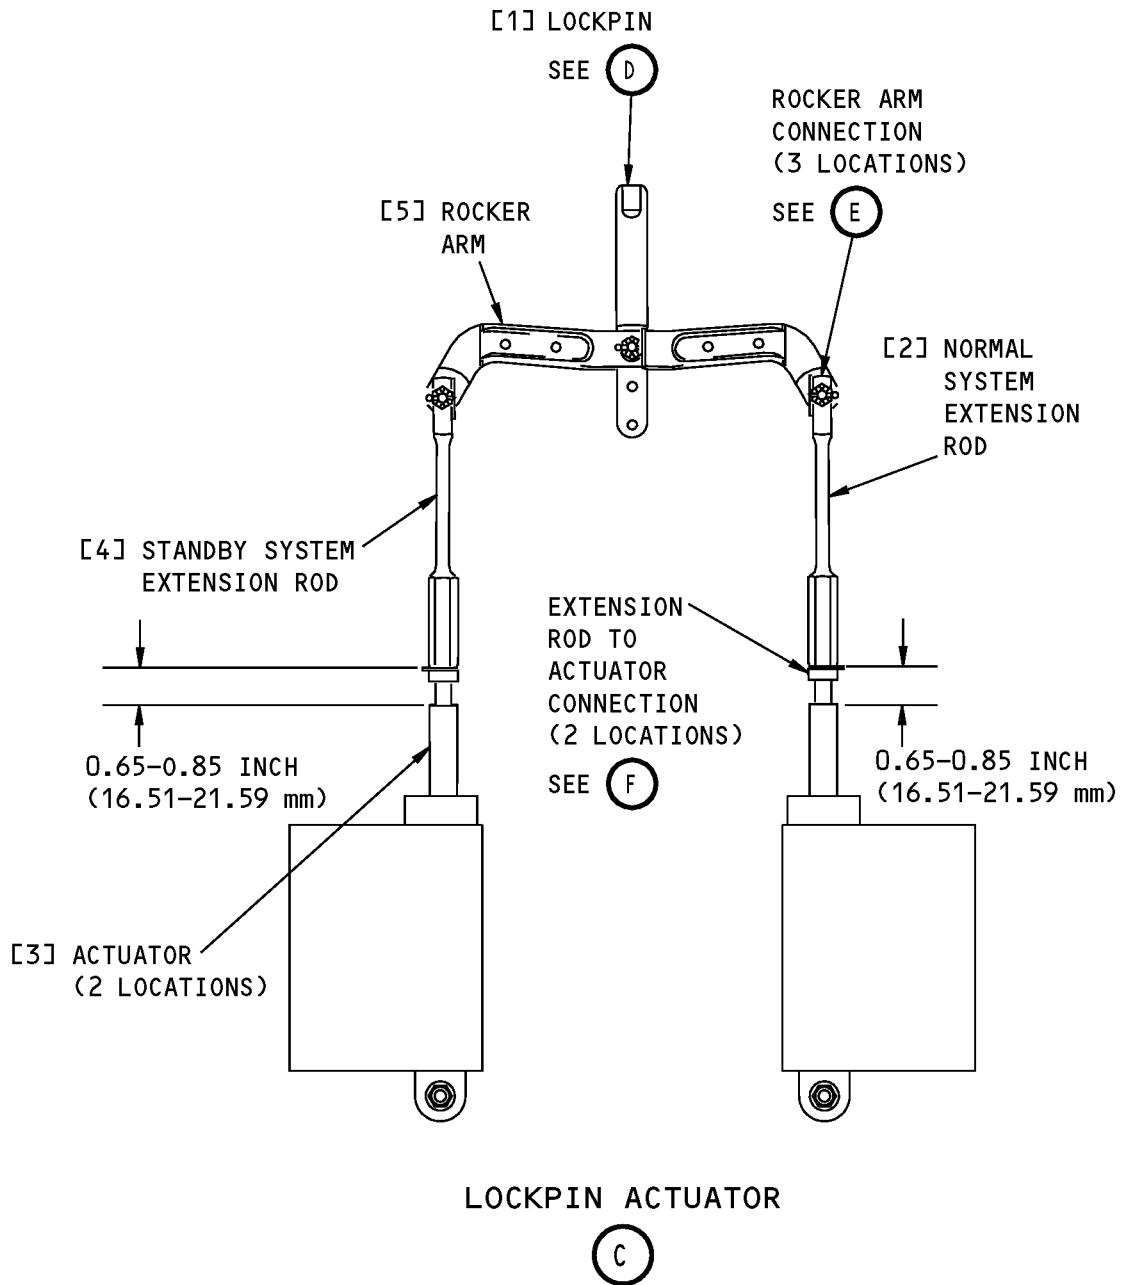 [1] LOCKPIN
SEE D
ROCKER ARM
CONNECTION
(3 LOCATIONS)
SEE E
[5] ROCKER
ARM
[2] NORMAL
SYSTEM
EXTENSION
ROD
[4] STANDBY SYSTEM
EXTENSION ROD
EXTENSION
ROD TO
ACTUATOR
CONNECTION
(2 LOCATIONS)
SEE F
0.65-0.85 INCH
(16.51-21.59 mm)
0.65-0.85 INCH
(16.51-21.59 mm)
[3] ACTUATOR
(2 LOCATIONS)
LOCKPIN ACTUATOR
C